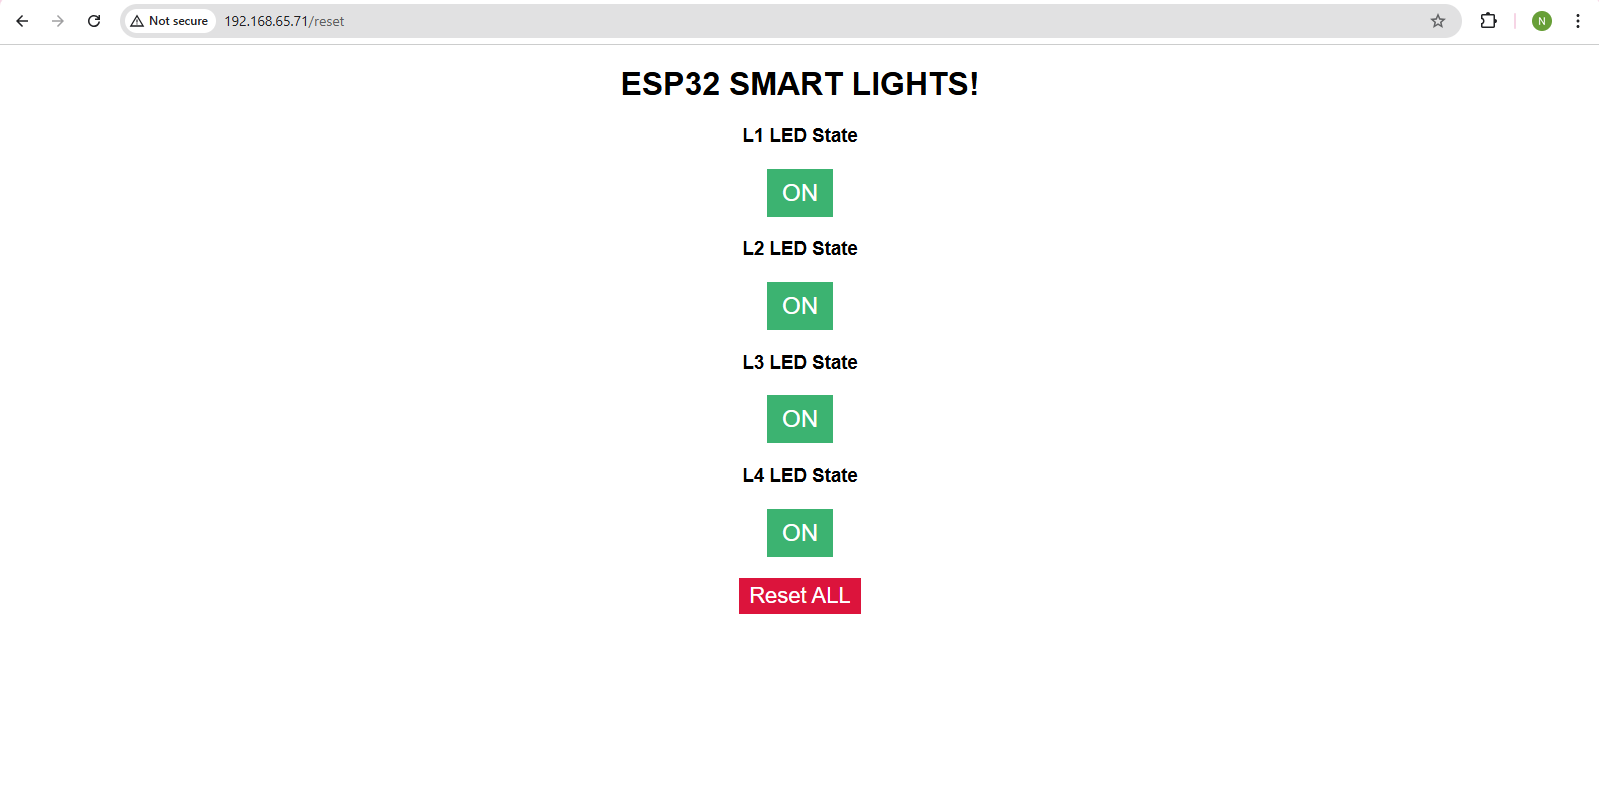 Not secure 192.168.65.71/reset N
ESP32 SMART LIGHTS!
L1 LED State
ON
L2 LED State
ON
L3 LED State
ON
L4 LED State
ON
Reset ALL